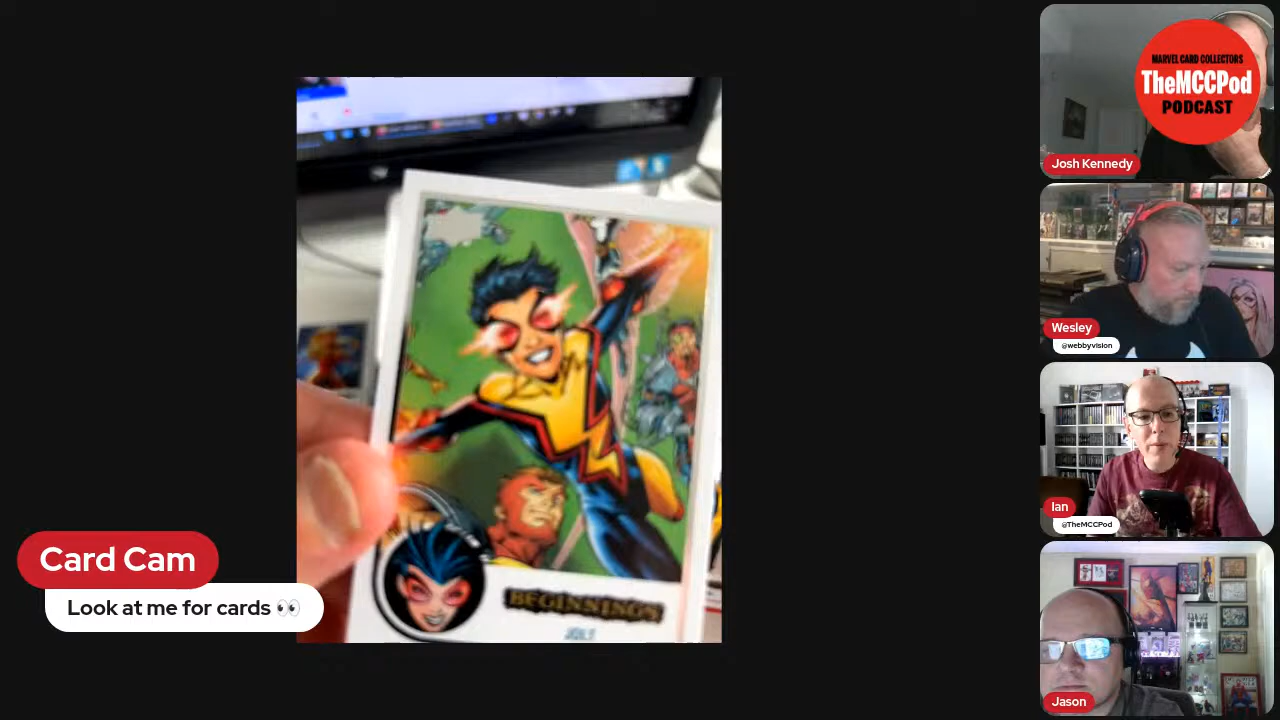 MARVEL CARD COLLECTORS
TheMCCPod
PODCAST
Josh Kennedy
Wesley
@webbyvision
Ian
@TheMCCPod
Jason
Card Cam
Look at me for cards 👀
BEGINNINGS
JOLT